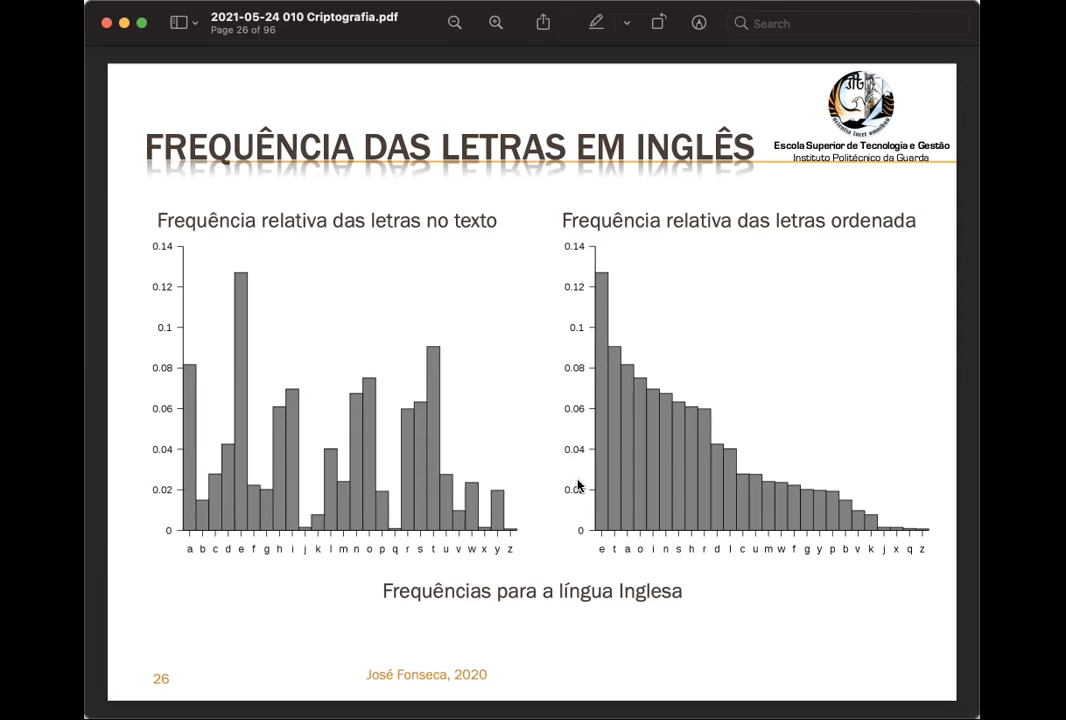 2021-05-24 010 Criptografia.pdf
Page 26 of 96
Search
FREQUÊNCIA DAS LETRAS EM INGLÊS
Escola Superior de Tecnologia e Gestão
Instituto Politécnico da Guarda
Frequência relativa das letras no texto
0.14
0.12
0.1
0.08
0.06
0.04
0.02
0
a b c d e f g h i j k l m n o p q r s t u v w x y z
Frequência relativa das letras ordenada
0.14
0.12
0.1
0.08
0.06
0.04
0.02
0
e t a o i n s h r d l c u m w f g y p b v k j x q z
Frequências para a língua Inglesa
26
José Fonseca, 2020